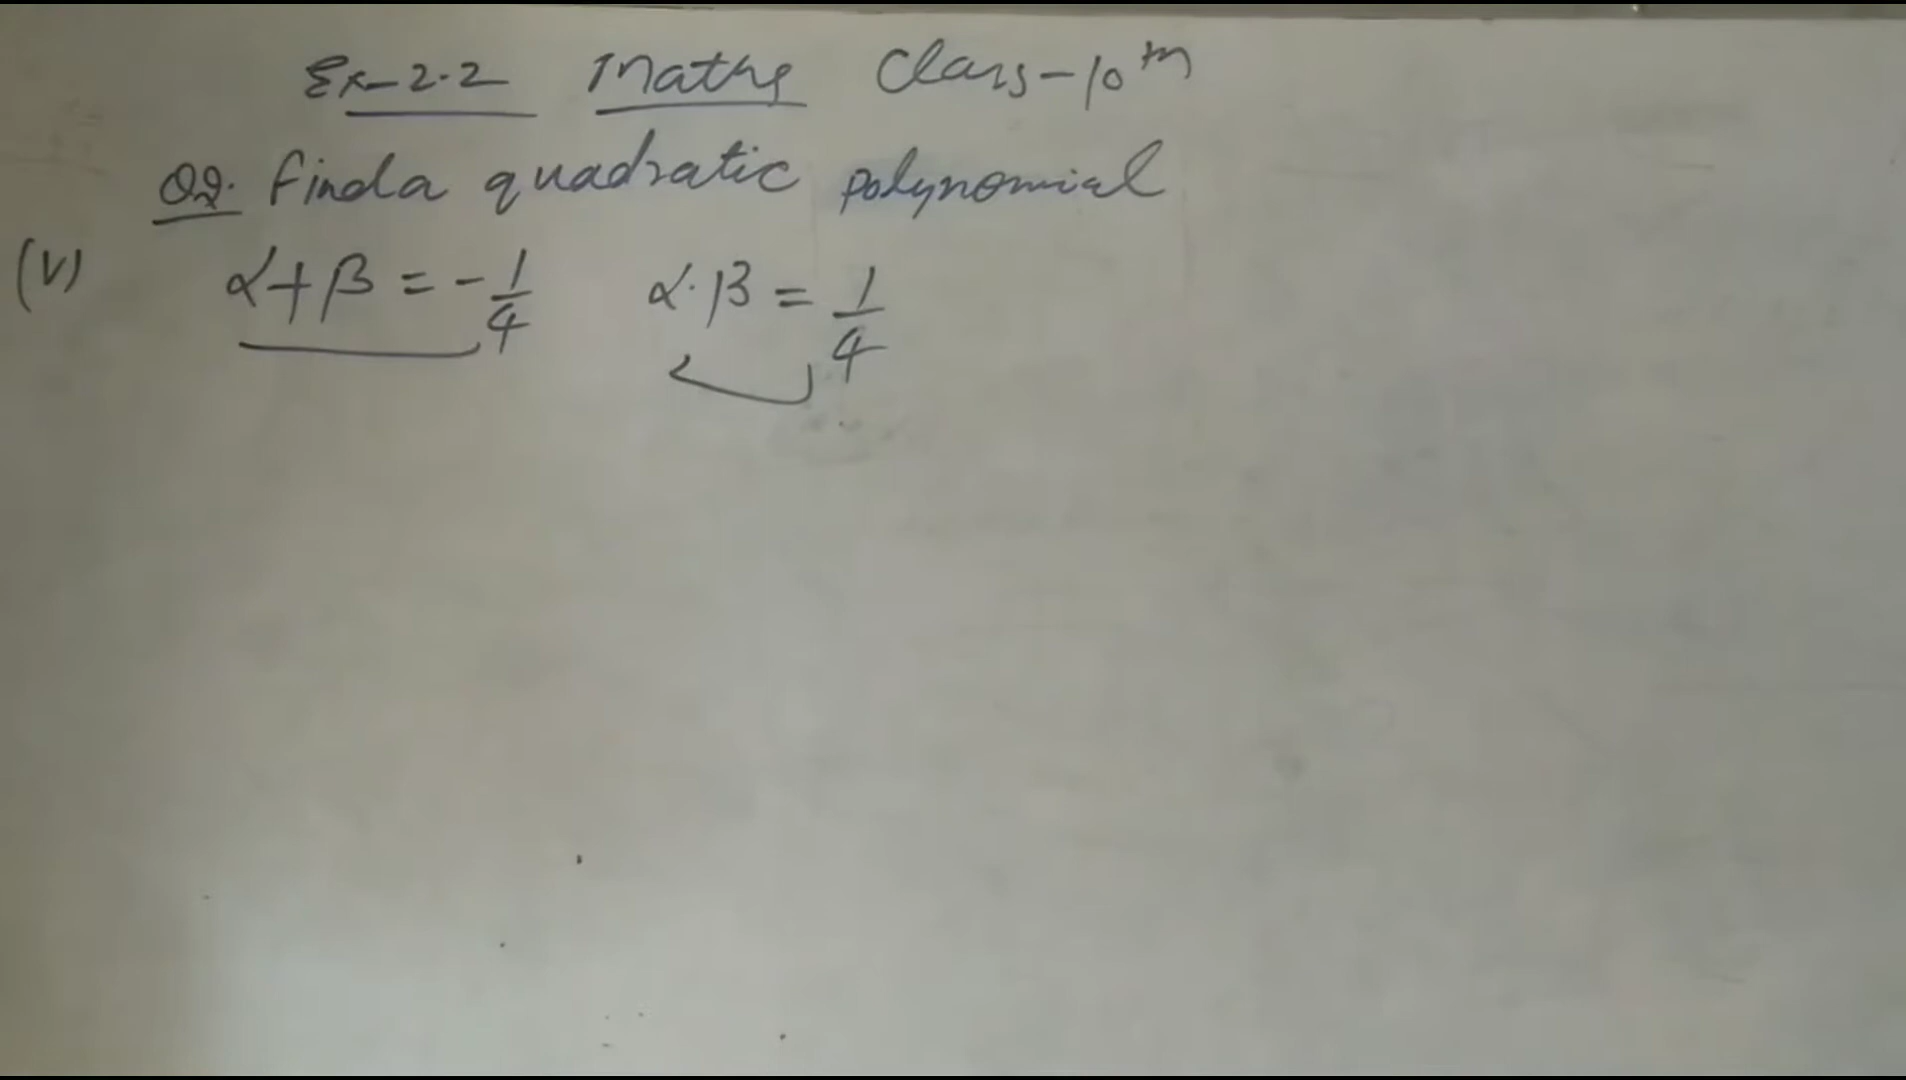 Ex-2.2 Maths Class-10th
Q2. Find a quadratic polynomial
(V) α+β = -1/4 α·β = 1/4